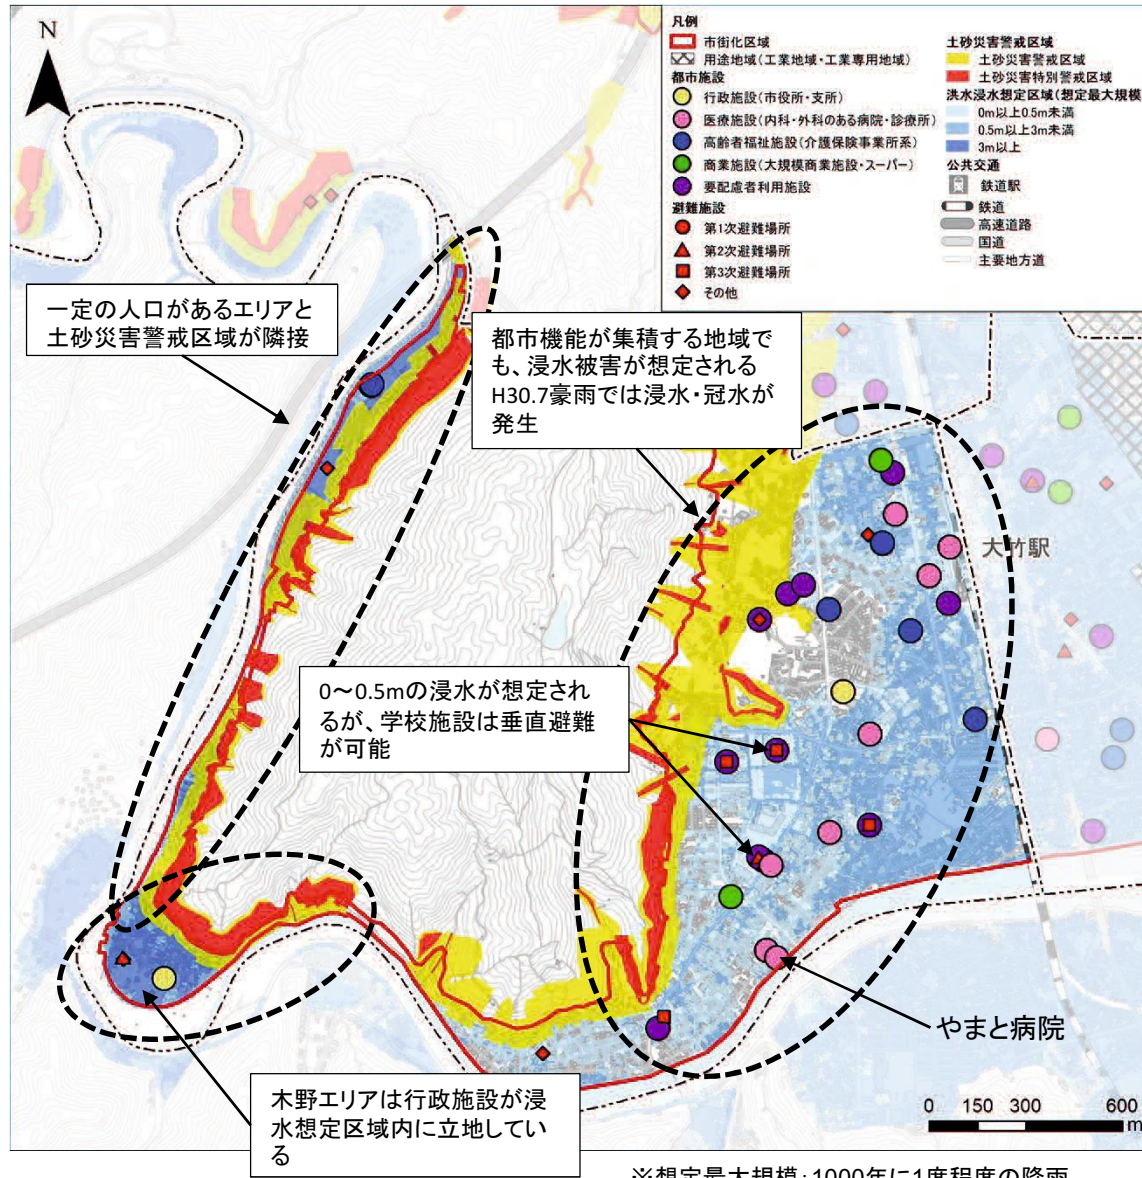 N
凡例
市街化区域
用途地域(工業地域・工業専用地域)
都市施設
行政施設(市役所・支所)
医療施設(内科・外科のある病院・診療所)
高齢者福祉施設(介護保険事業所系)
商業施設(大規模商業施設・スーパー)
要配慮者利用施設
避難施設
第1次避難場所
第2次避難場所
第3次避難場所
その他
土砂災害警戒区域
土砂災害警戒区域
土砂災害特別警戒区域
洪水浸水想定区域(想定最大規模
0m以上0.5m未満
0.5m以上3m未満
3m以上
公共交通
鉄道駅
鉄道
高速道路
国道
主要地方道
一定の人口があるエリアと
土砂災害警戒区域が隣接
都市機能が集積する地域で
も、浸水被害が想定される
H30.7豪雨では浸水・冠水が
発生
大竹駅
0～0.5mの浸水が想定され
るが、学校施設は垂直避難
が可能
やまと病院
木野エリアは行政施設が浸
水想定区域内に立地してい
る
0 150 300 600
m
※想定最大規模：1000年に1度程度の降雨